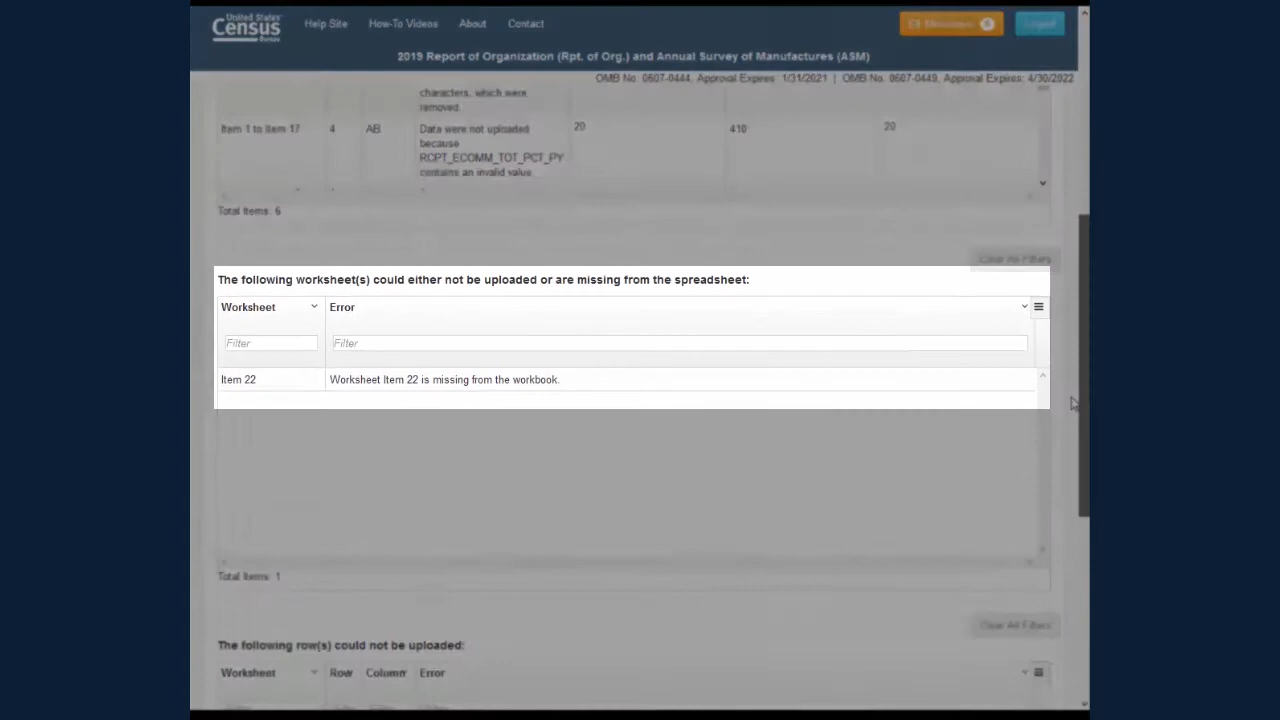 United States
Census
Bureau
Help Site How-To Videos About Contact
Logout
2019 Report of Organization (Rpt. of Org.) and Annual Survey of Manufactures (ASM)
OMB No. 0607-0444, Approval Expires: 1/31/2021 | OMB No. 0607-0449, Approval Expires: 4/30/2022
characters, which were
removed.
Item 1 to Item 17 4 AB Data were not uploaded 20 410 20
because
RCPT_ECOMM_TOT_PCT_PY
contains an invalid value.
Total Items: 6
Clear All Filters
The following worksheet(s) could either not be uploaded or are missing from the spreadsheet:
Worksheet Error
Filter Filter
Item 22 Worksheet Item 22 is missing from the workbook.
Total Items: 1
Clear All Filters
The following row(s) could not be uploaded:
Worksheet Row Column Error